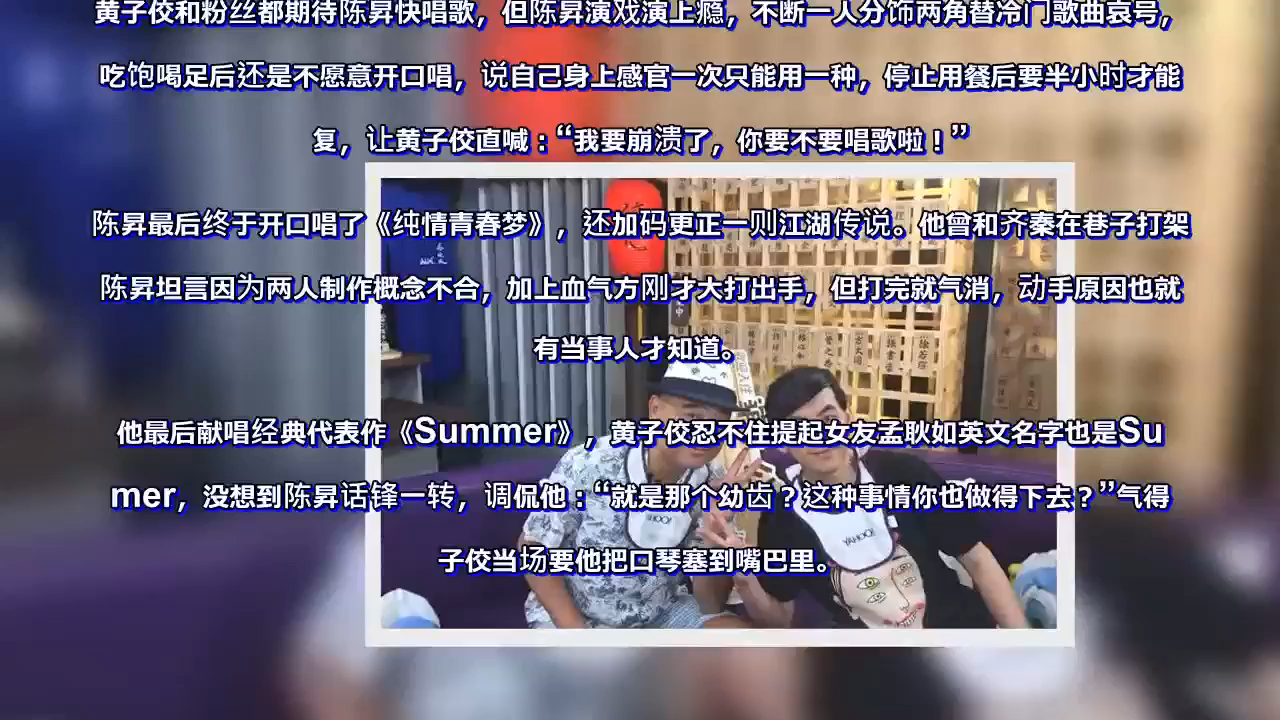 黄子佼和粉丝都期待陈昇快唱歌，但陈昇演戏演上瘾，不断一人分饰两角替冷门歌曲哀号，
吃饱喝足后还是不愿意开口唱，说自己身上感官一次只能用一种，停止用餐后要半小时才能
复，让黄子佼直喊：“我要崩溃了，你要不要唱歌啦！”
陈昇最后终于开口唱了《纯情青春梦》，还加码更正一则江湖传说。他曾和齐秦在巷子打架
陈昇坦言因为两人制作概念不合，加上血气方刚才大打出手，但打完就气消，动手原因也就
有当事人才知道。
他最后献唱经典代表作《Summer》，黄子佼忍不住提起女友孟耿如英文名字也是Su
mer，没想到陈昇话锋一转，调侃他：“就是那个幼齿？这种事情你也做得下去？”气得
子佼当场要他把口琴塞到嘴巴里。
YAHOO!
YAHOO!